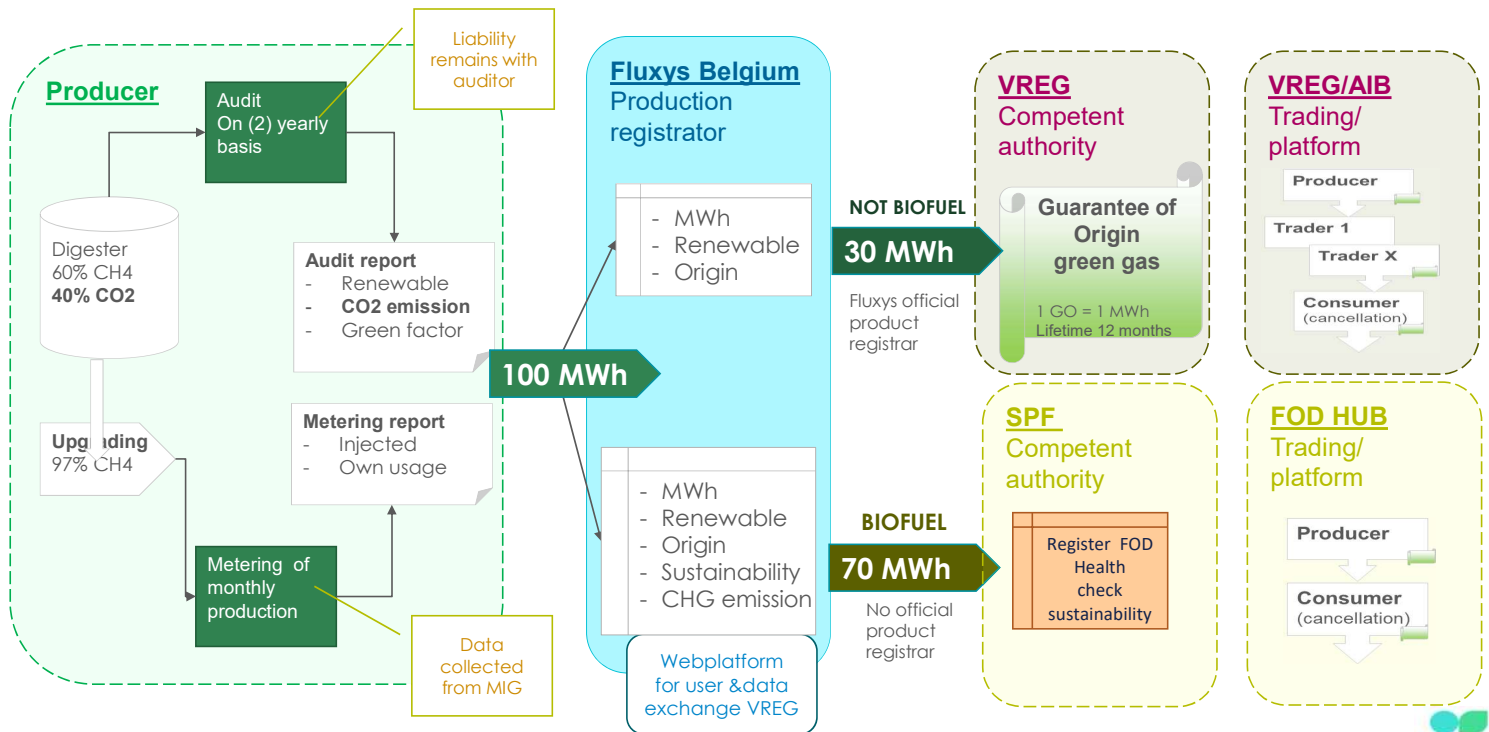 Producer
Audit
On (2) yearly
basis
Liability
remains with
auditor
Digester
60% CH4
40% CO2
Audit report
- Renewable
- CO2 emission
- Green factor
Upgrading
97% CH4
Metering report
- Injected
- Own usage
Metering of
monthly
production
Data
collected
from MIG
100 MWh
Fluxys Belgium
Production
registrator
- MWh
- Renewable
- Origin
- MWh
- Renewable
- Origin
- Sustainability
- CHG emission
Webplatform
for user &data
exchange VREG
NOT BIOFUEL
30 MWh
Fluxys official
product
registrar
BIOFUEL
70 MWh
No official
product
registrar
VREG
Competent
authority
Guarantee of
Origin
green gas
1 GO = 1 MWh
Lifetime 12 months
VREG/AIB
Trading/
platform
Producer
Trader 1
Trader X
Consumer
(cancellation)
SPF
Competent
authority
Register FOD
Health
check
sustainability
FOD HUB
Trading/
platform
Producer
Consumer
(cancellation)